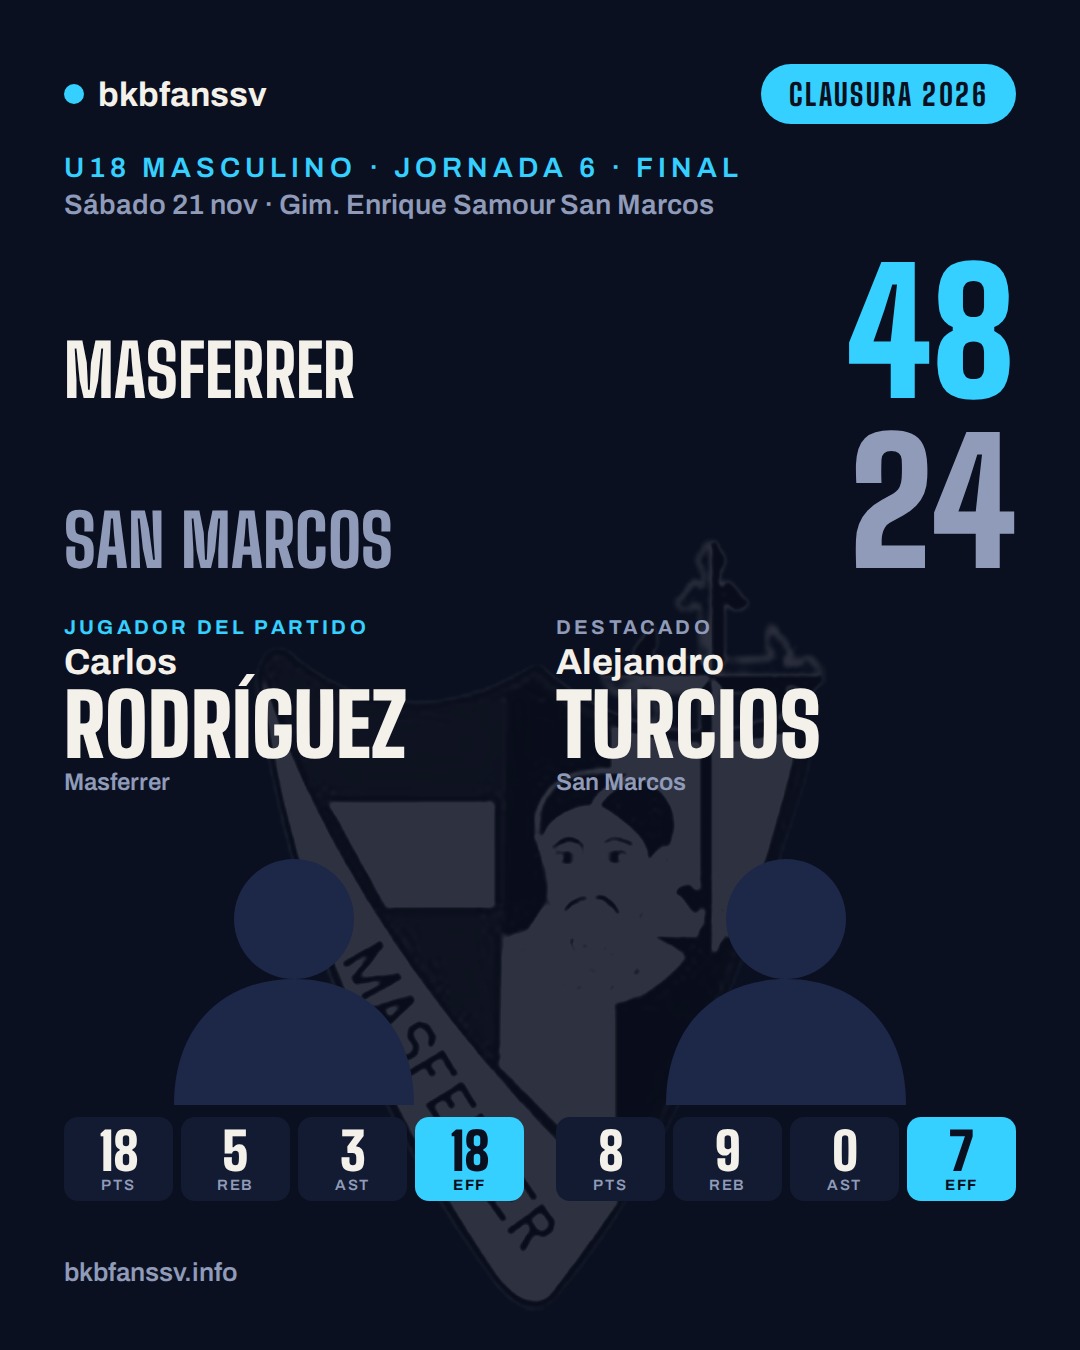 bkbfanssv
CLAUSURA 2026
U18 MASCULINO · JORNADA 6 · FINAL
Sábado 21 nov · Gim. Enrique Samour San Marcos
MASFERRER 48
SAN MARCOS 24
JUGADOR DEL PARTIDO
Carlos
RODRÍGUEZ
Masferrer
DESTACADO
Alejandro
TURCIOS
San Marcos
MASFERRER
18 5 3 18
PTS REB AST EFF
8 9 0 7
PTS REB AST EFF
bkbfanssv.info